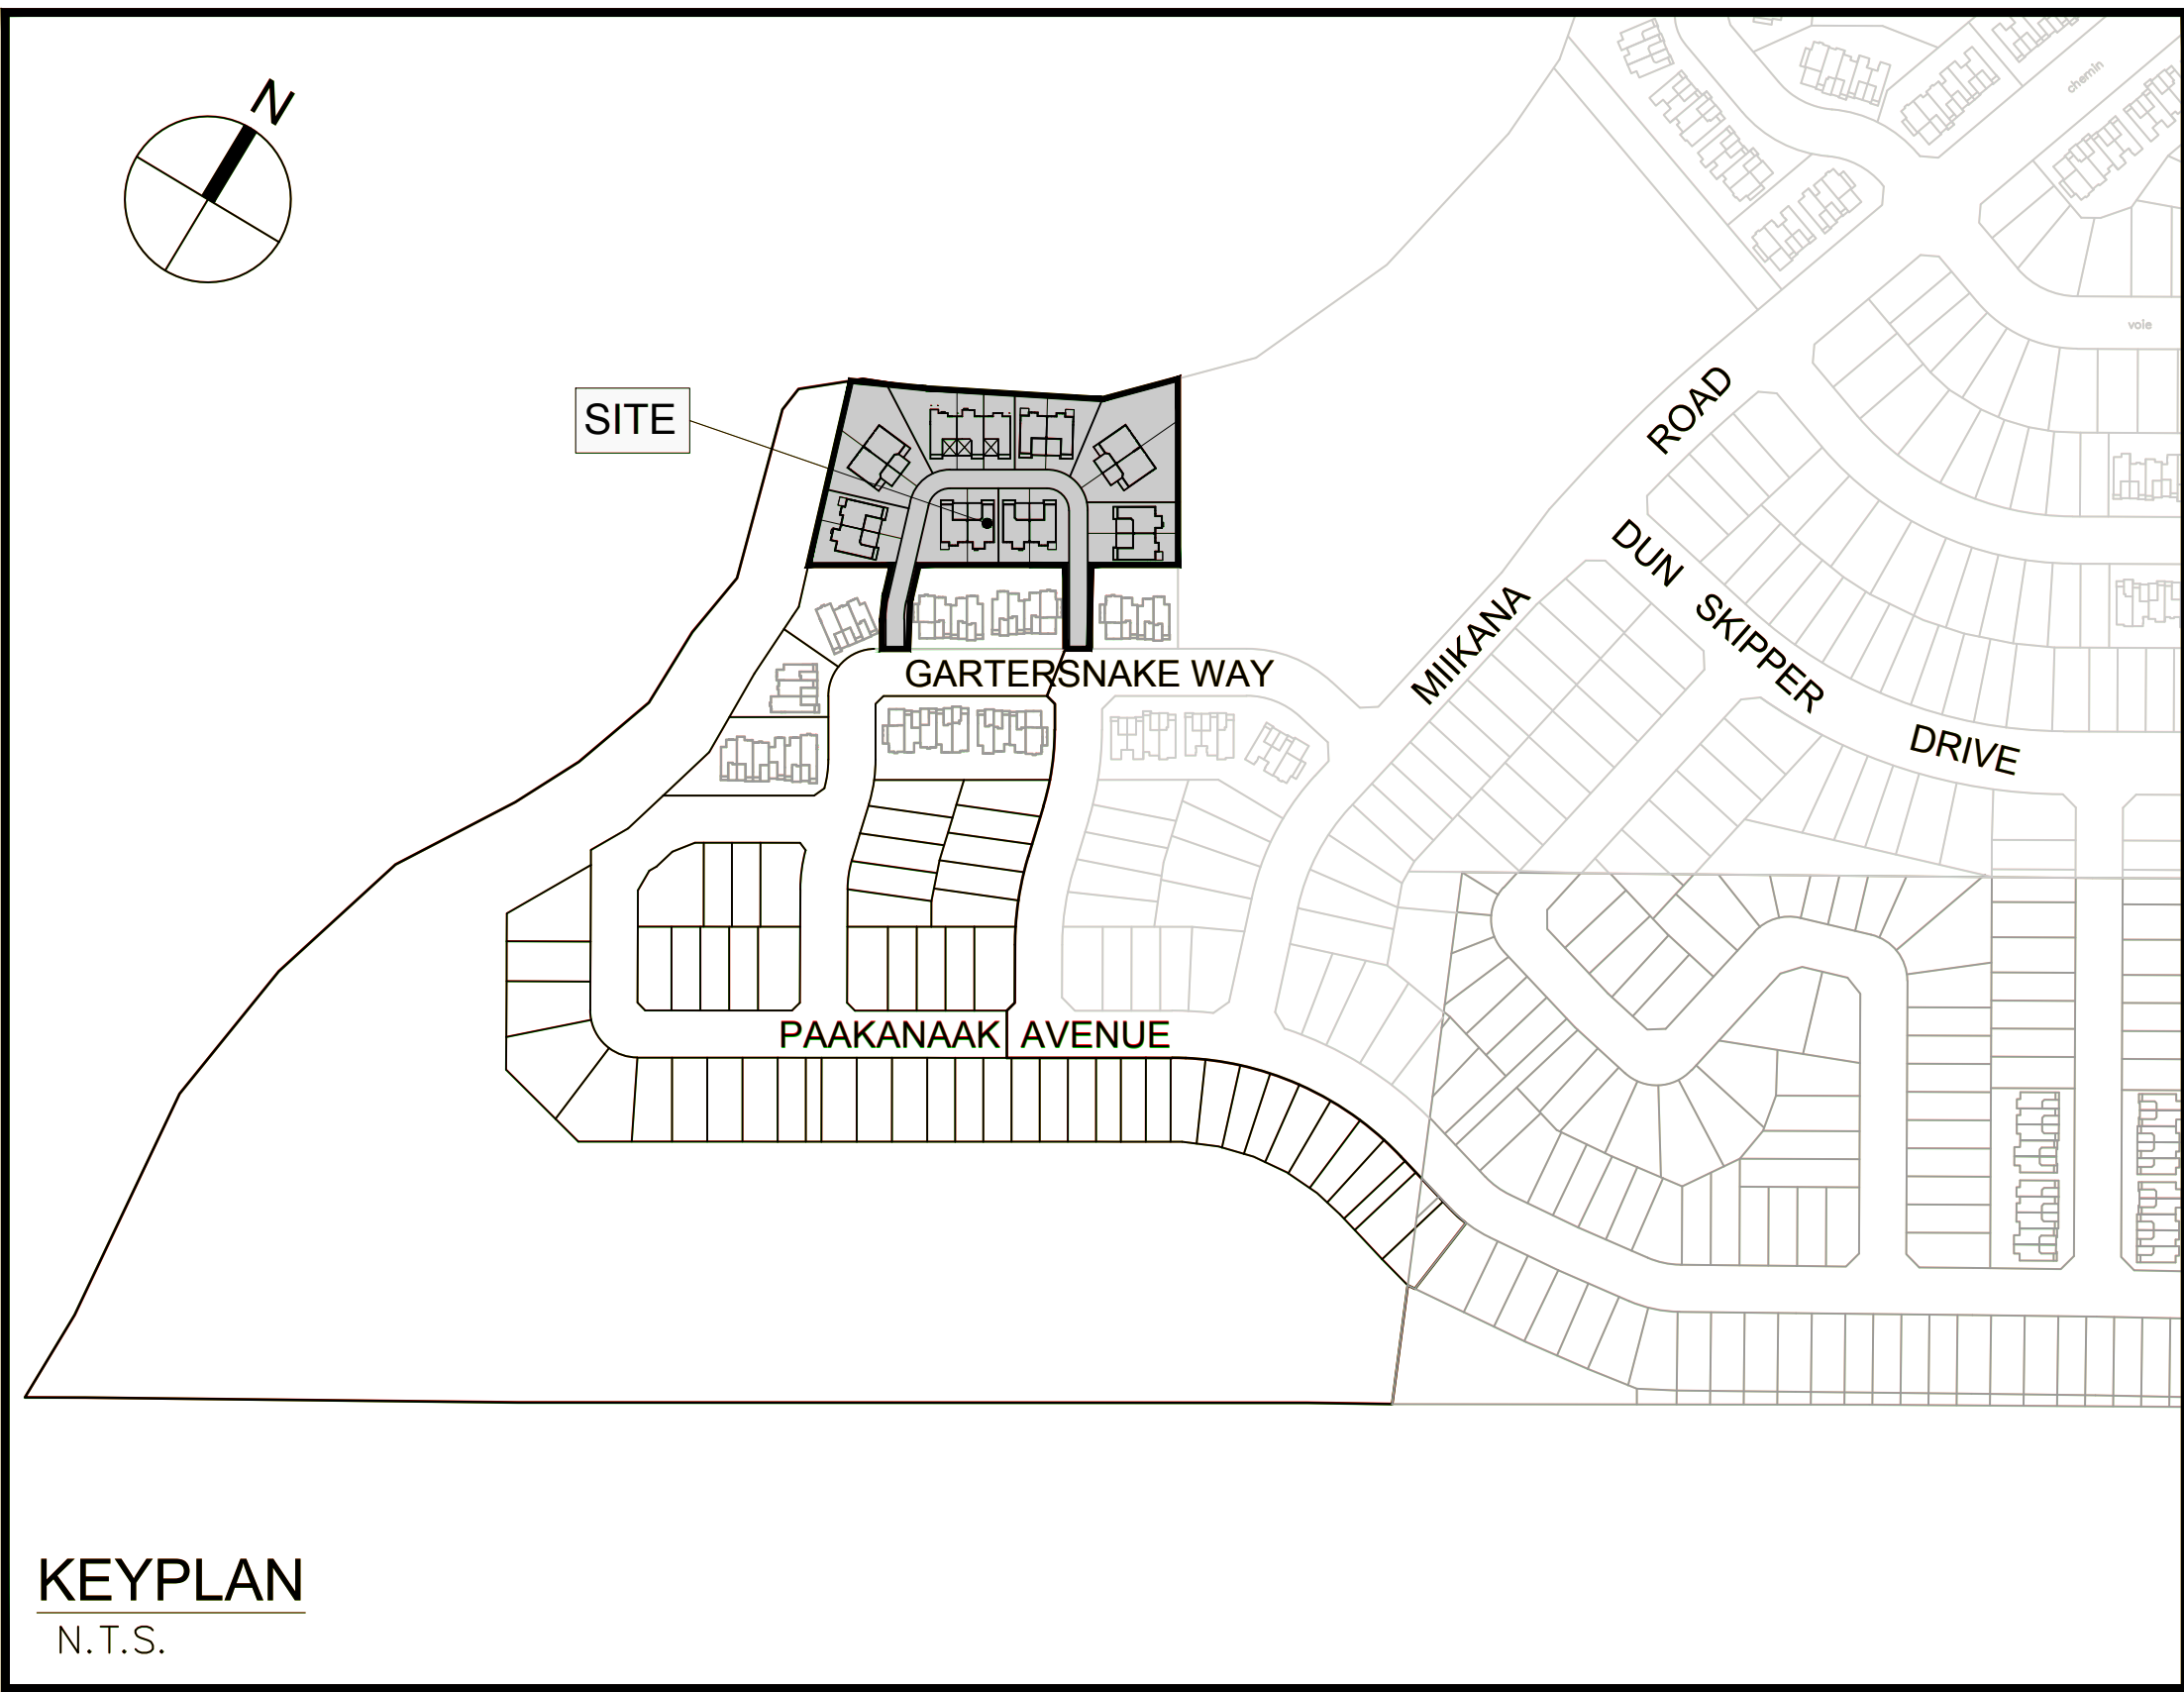 N
chemin
voie
SITE
ROAD
MIIKANA
DUN SKIPPER DRIVE
GARTERSNAKE WAY
PAAKANAAK AVENUE
KEYPLAN
N.T.S.